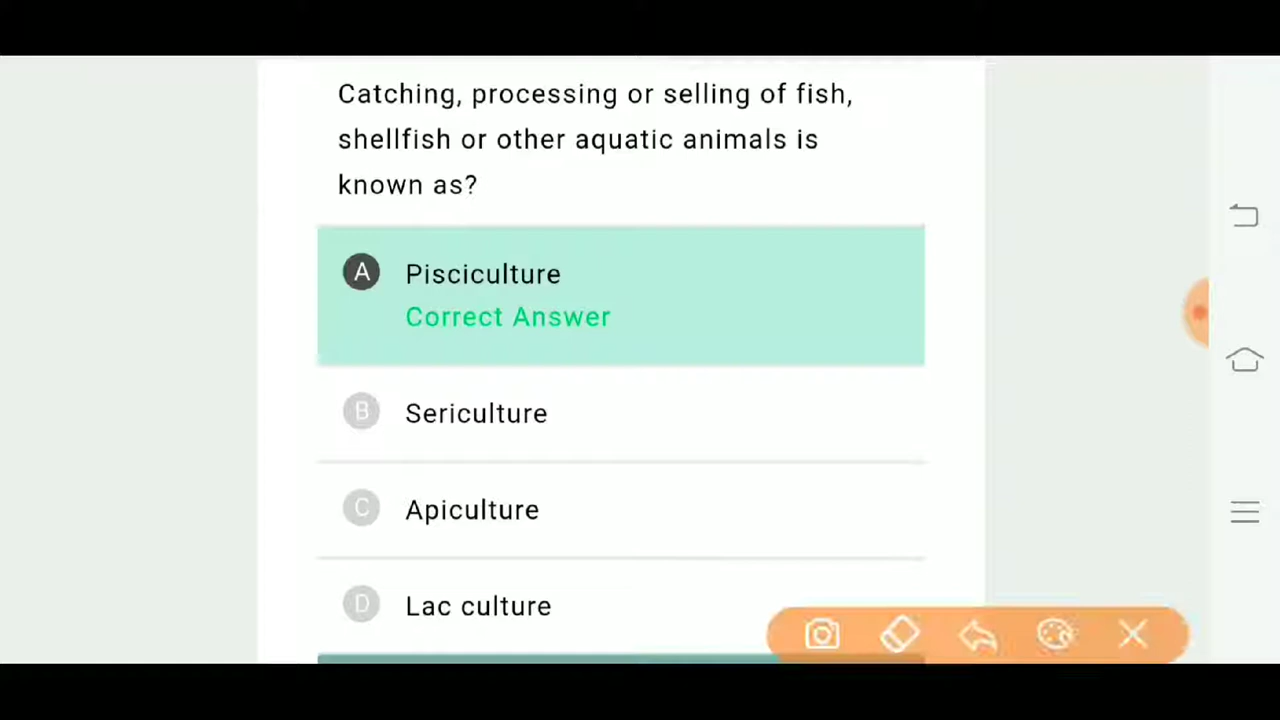 Catching, processing or selling of fish,
shellfish or other aquatic animals is
known as?
A Pisciculture
Correct Answer
B Sericulture
C Apiculture
D Lac culture